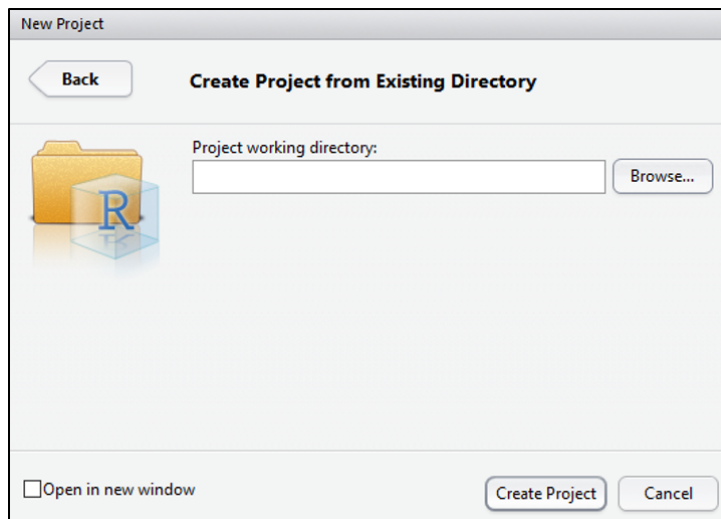 New Project
Back
Create Project from Existing Directory
Project working directory:
Browse...
R
Open in new window
Create Project
Cancel